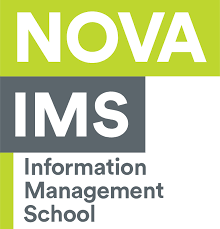 NOVA
IMS
Information
Management
School